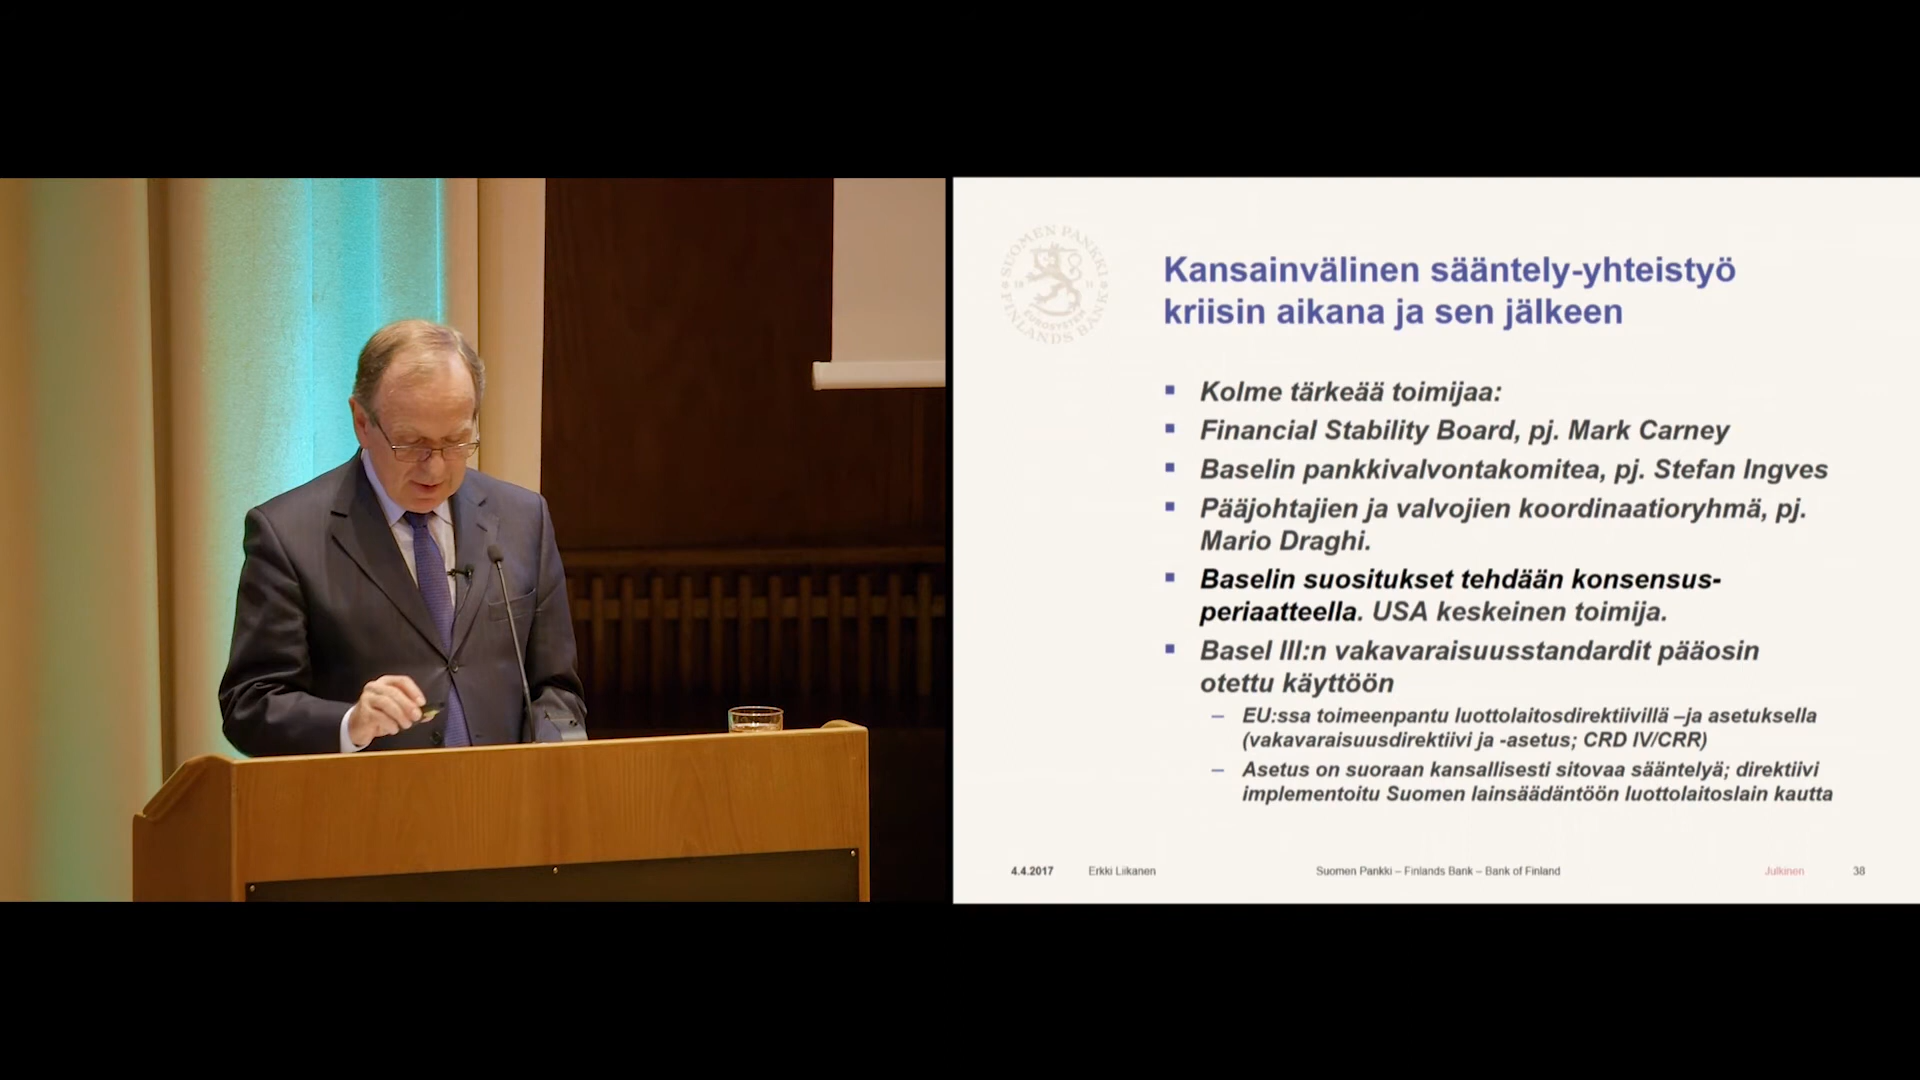 SUOMEN PANKKI
18 11
EUROSYSTEM
FINLANDS BANK
Kansainvälinen sääntely-yhteistyö
kriisin aikana ja sen jälkeen
Kolme tärkeää toimijaa:
Financial Stability Board, pj. Mark Carney
Baselin pankkivalvontakomitea, pj. Stefan Ingves
Pääjohtajien ja valvojien koordinaatioryhmä, pj.
Mario Draghi.
Baselin suositukset tehdään konsensus-
periaatteella. USA keskeinen toimija.
Basel III:n vakavaraisuusstandardit pääosin
otettu käyttöön
– EU:ssa toimeenpantu luottolaitosdirektiivillä –ja asetuksella
(vakavaraisuusdirektiivi ja -asetus; CRD IV/CRR)
– Asetus on suoraan kansallisesti sitovaa sääntelyä; direktiivi
implementoitu Suomen lainsäädäntöön luottolaitoslain kautta
4.4.2017 Erkki Liikanen Suomen Pankki – Finlands Bank – Bank of Finland Julkinen 38